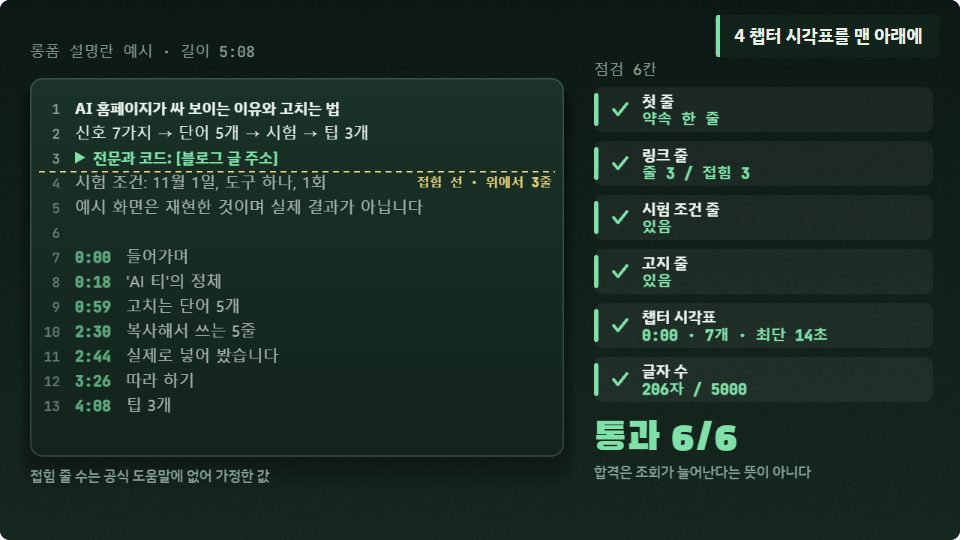 롱폼 설명란 예시 · 길이 5:08
4 챕터 시각표를 맨 아래에
1 AI 홈페이지가 싸 보이는 이유와 고치는 법
2 신호 7가지 → 단어 5개 → 시험 → 팁 3개
3 ▶ 전문과 코드: [블로그 글 주소]
4 시험 조건: 11월 1일, 도구 하나, 1회
접힘 선 · 위에서 3줄
5 예시 화면은 재현한 것이며 실제 결과가 아닙니다
6
7 0:00 들어가며
8 0:18 'AI 티'의 정체
9 0:59 고치는 단어 5개
10 2:30 복사해서 쓰는 5줄
11 2:44 실제로 넣어 봤습니다
12 3:26 따라 하기
13 4:08 팁 3개
접힘 줄 수는 공식 도움말에 없어 가정한 값
점검 6칸
첫 줄
약속 한 줄
링크 줄
줄 3 / 접힘 3
시험 조건 줄
있음
고지 줄
있음
챕터 시각표
0:00 · 7개 · 최단 14초
글자 수
206자 / 5000
통과 6/6
합격은 조회가 늘어난다는 뜻이 아니다